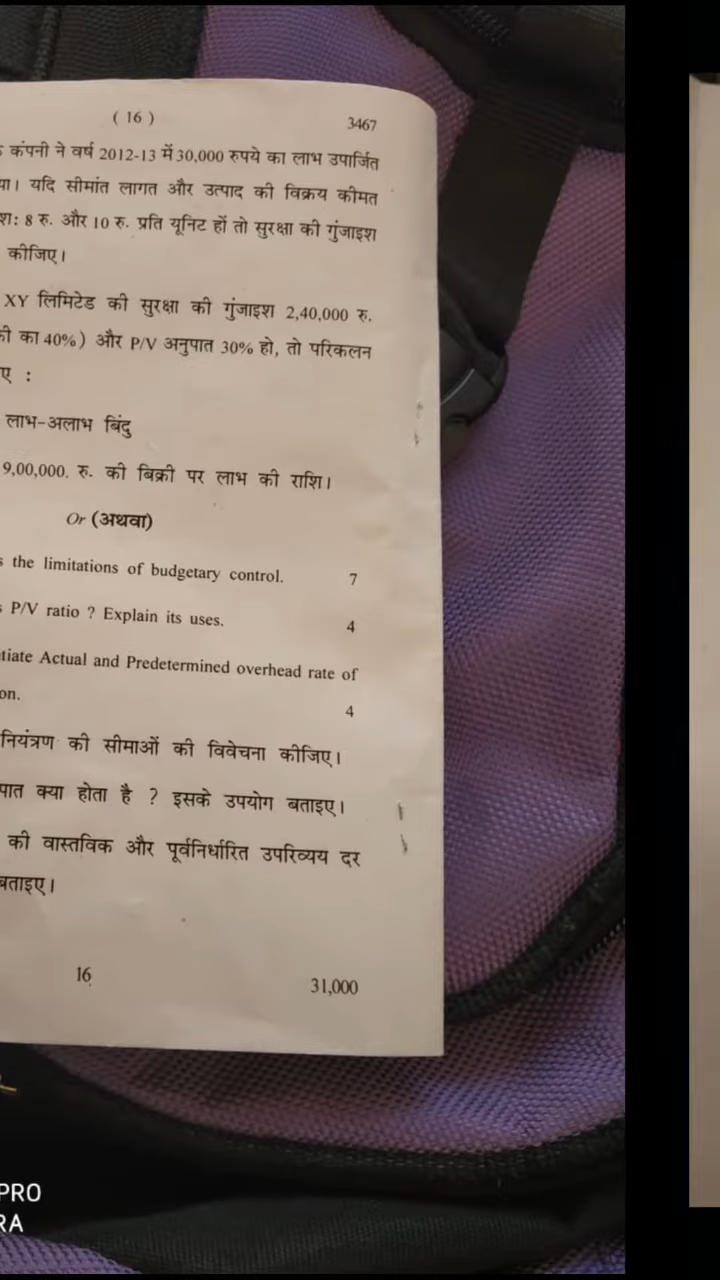 ( 16 ) 3467
कंपनी ने वर्ष 2012-13 में 30,000 रुपये का लाभ उपार्जित
यदि सीमांत लागत और उत्पाद की विक्रय कीमत
8 रु. और 10 रु. प्रति यूनिट हों तो सुरक्षा की गुंजाइश
कीजिए।
XY लिमिटेड की सुरक्षा की गुंजाइश 2,40,000 रु.
का 40%) और P/V अनुपात 30% हो, तो परिकलन
:
लाभ-अलाभ बिंदु
9,00,000. रु. की बिक्री पर लाभ की राशि।
Or (अथवा)
the limitations of budgetary control. 7
P/V ratio ? Explain its uses. 4
Actual and Predetermined overhead rate of
4
नियंत्रण की सीमाओं की विवेचना कीजिए।
क्या होता है ? इसके उपयोग बताइए।
की वास्तविक और पूर्वनिर्धारित उपरिव्यय दर
बताइए।
16 31,000
PRO
RA